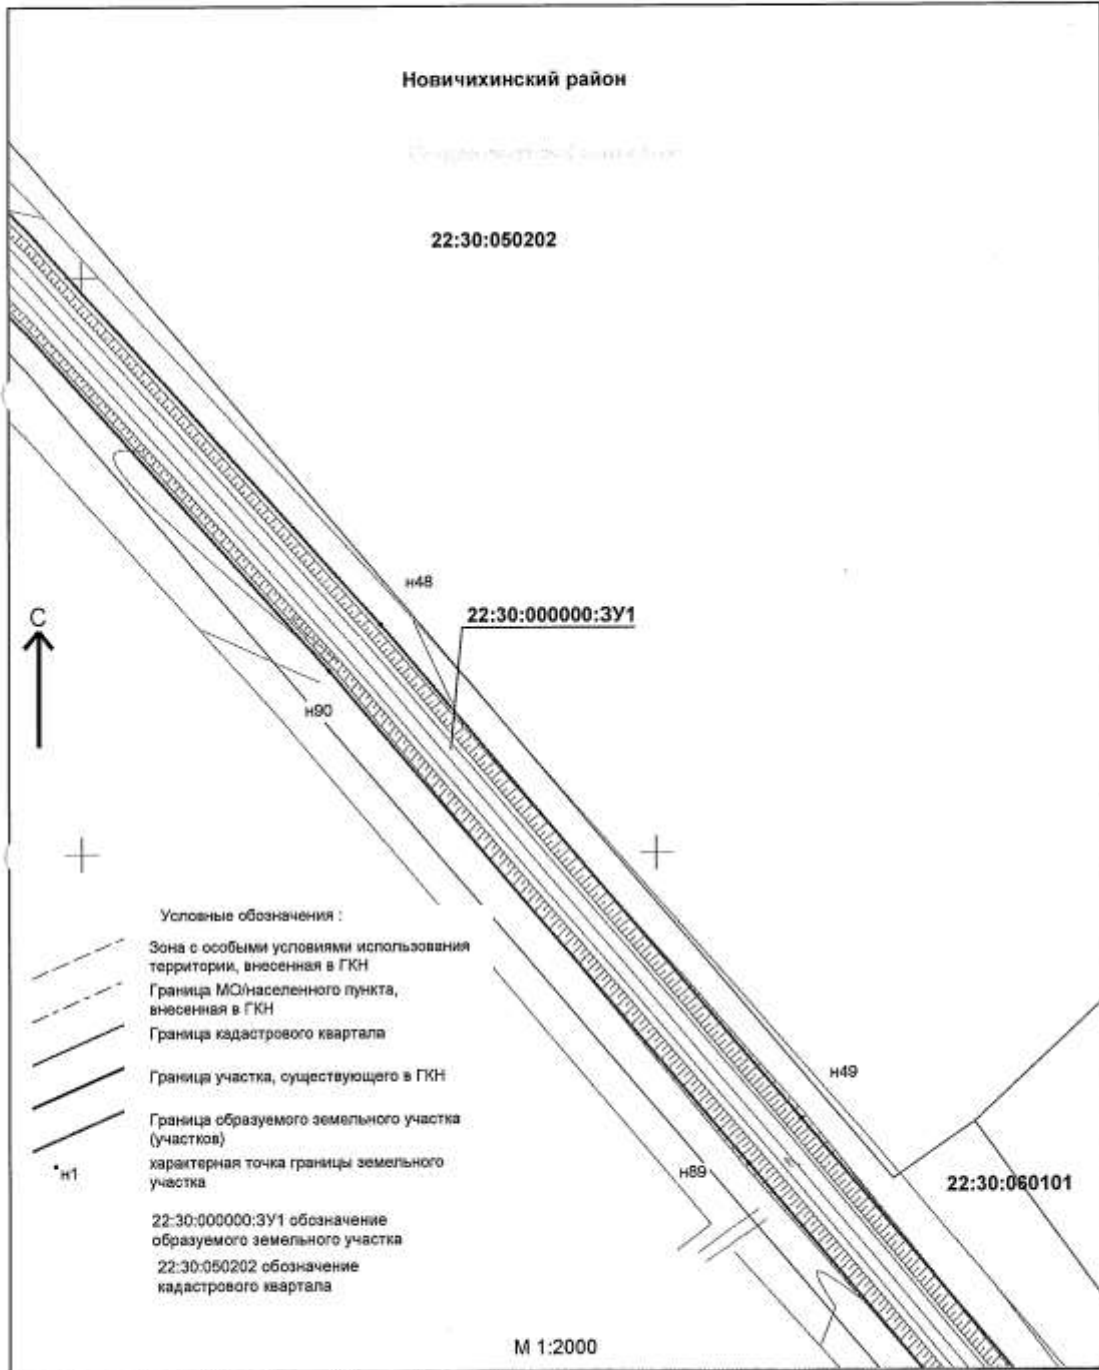 Новичихинский район
22:30:050202
н48
22:30:000000:ЗУ1
С
н90
Условные обозначения :
Зона с особыми условиями использования
территории, внесенная в ГКН
Граница МО/населенного пункта,
внесенная в ГКН
Граница кадастрового квартала
н49
Граница участка, существующего в ГКН
Граница образуемого земельного участка
(участков)
н1
характерная точка границы земельного
участка
н89
22:30:060101
22:30:000000:ЗУ1 обозначение
образуемого земельного участка
22:30:050202 обозначение
кадастрового квартала
М 1:2000